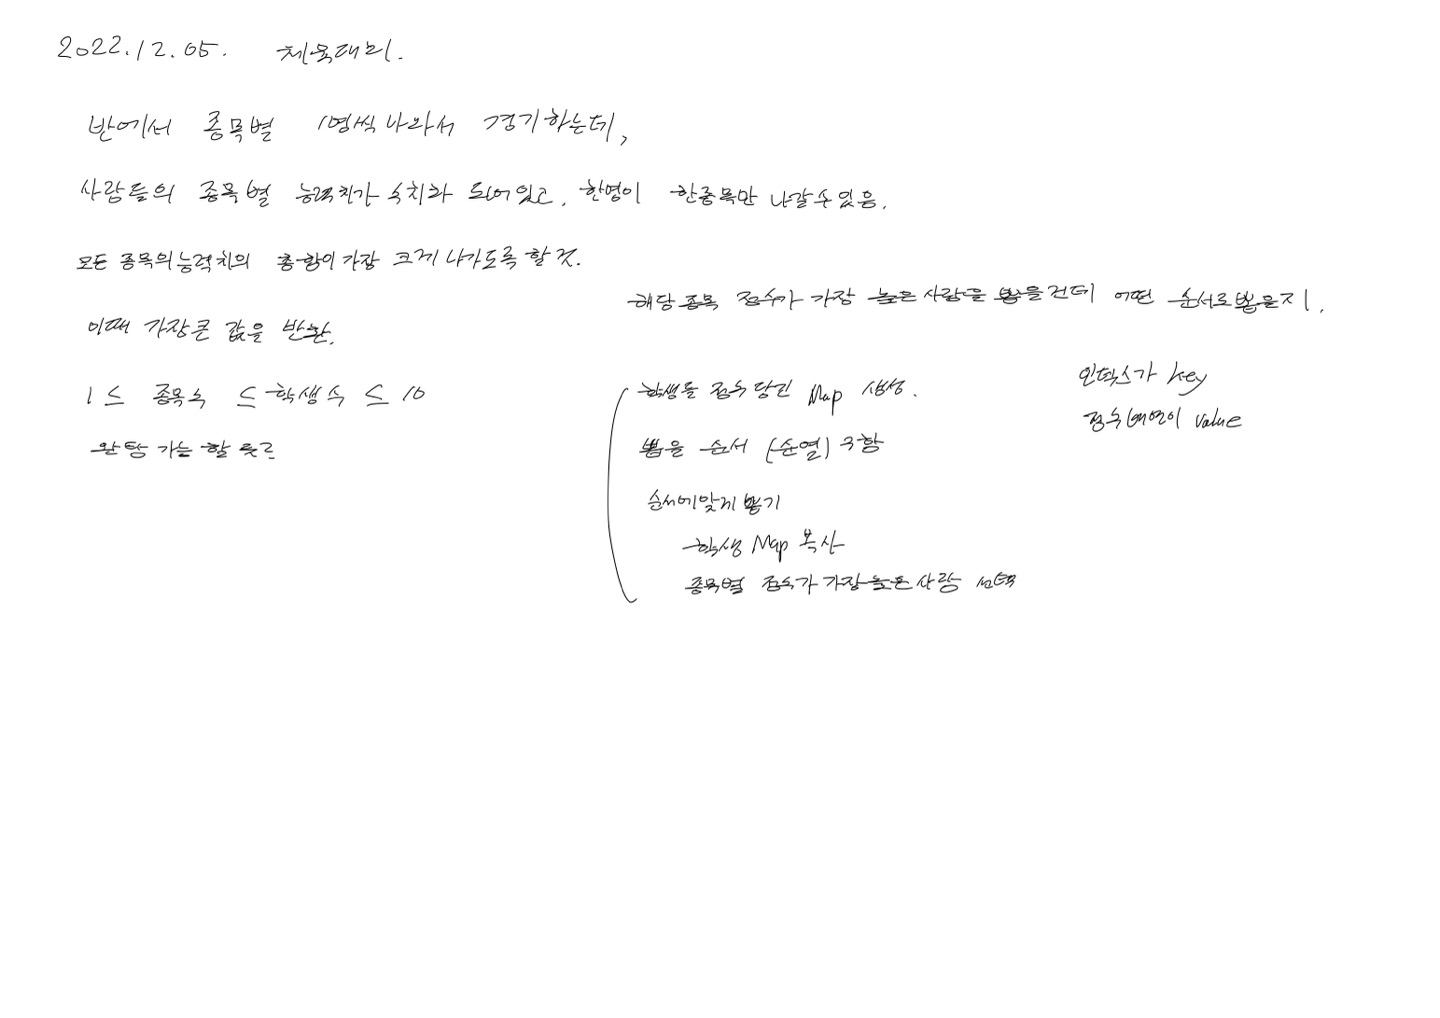 2022.12.05. 체육대회.
반에서 종목별 1명씩 나와서 경기하는데,
사람들의 종목별 능력치가 수치화 되어있고, 한명이 한종목만 나갈수 있음.
모든 종목의 능력치의 총합이 가장 크게 나가도록 할 것.
이때 가장 큰 값을 반환.
1 ≤ 종목수 ≤ 학생수 ≤ 10
완탐 가능 할 듯ㄹ
해당 종목 점수가 가장 높은 사람을 뽑을건데 어떤 순서로 뽑을지.
학생들 점수 담긴 Map 생성.
뽑을 순서 (순열) 구함
순서에 맞게 뽑기
학생 Map 복사
종목별 점수가 가장 높은 사람 선택
인덱스가 key
점수배열이 value